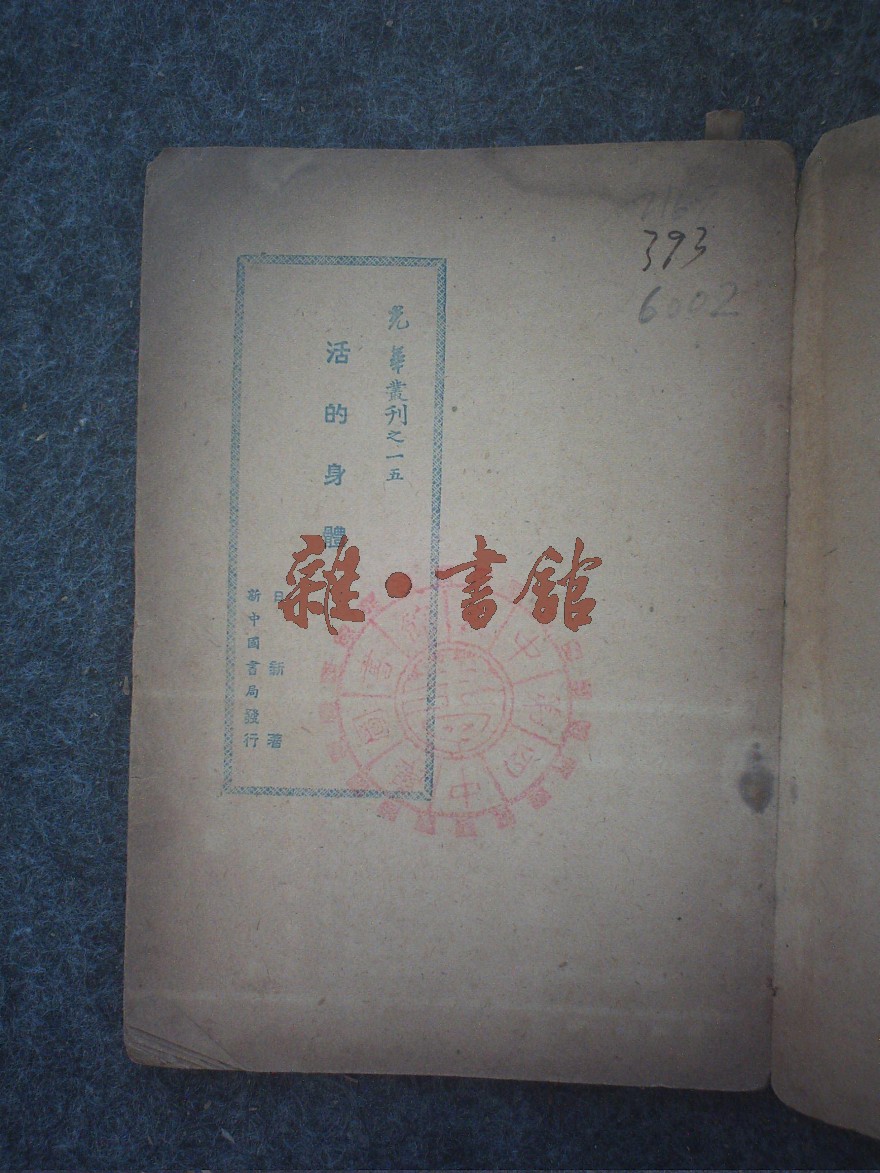 393
6002
光華叢刊之一五
活的身體
日新著
新中國書局發行
雜·書館